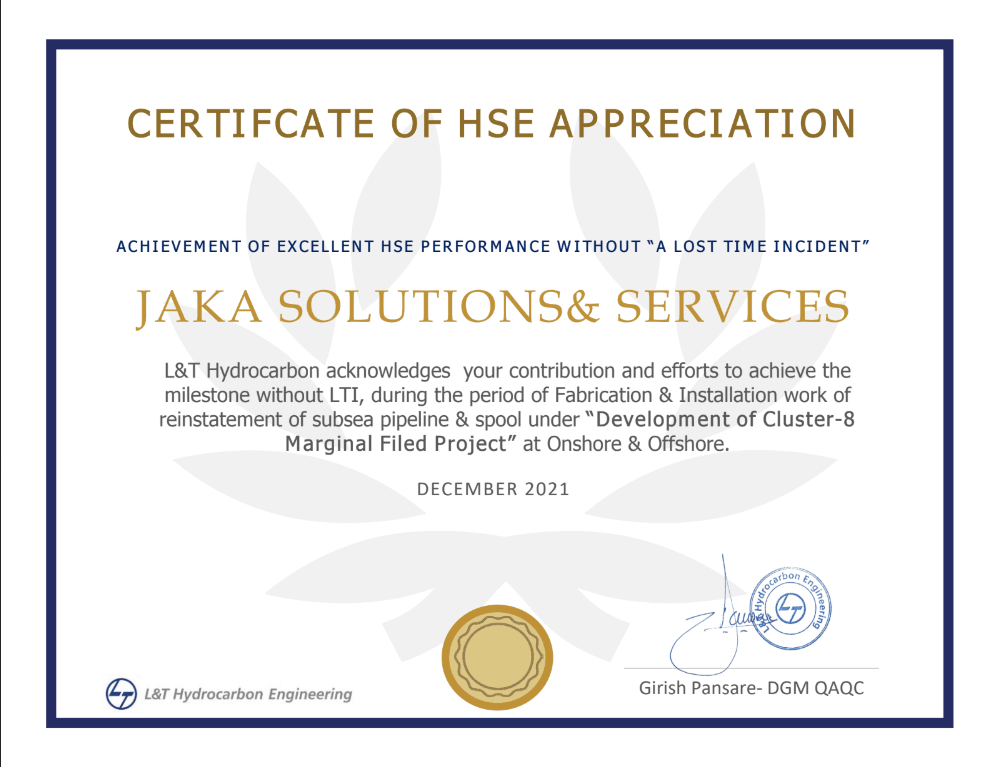 CERTIFCATE OF HSE APPRECIATION
ACHIEVEMENT OF EXCELLENT HSE PERFORMANCE WITHOUT “A LOST TIME INCIDENT”
JAKA SOLUTIONS& SERVICES
L&T Hydrocarbon acknowledges your contribution and efforts to achieve the
milestone without LTI, during the period of Fabrication & Installation work of
reinstatement of subsea pipeline & spool under “Development of Cluster-8
Marginal Filed Project” at Onshore & Offshore.
DECEMBER 2021
L&T Hydrocarbon Engineering
LT
Girish Pansare- DGM QAQC
LT L&T Hydrocarbon Engineering